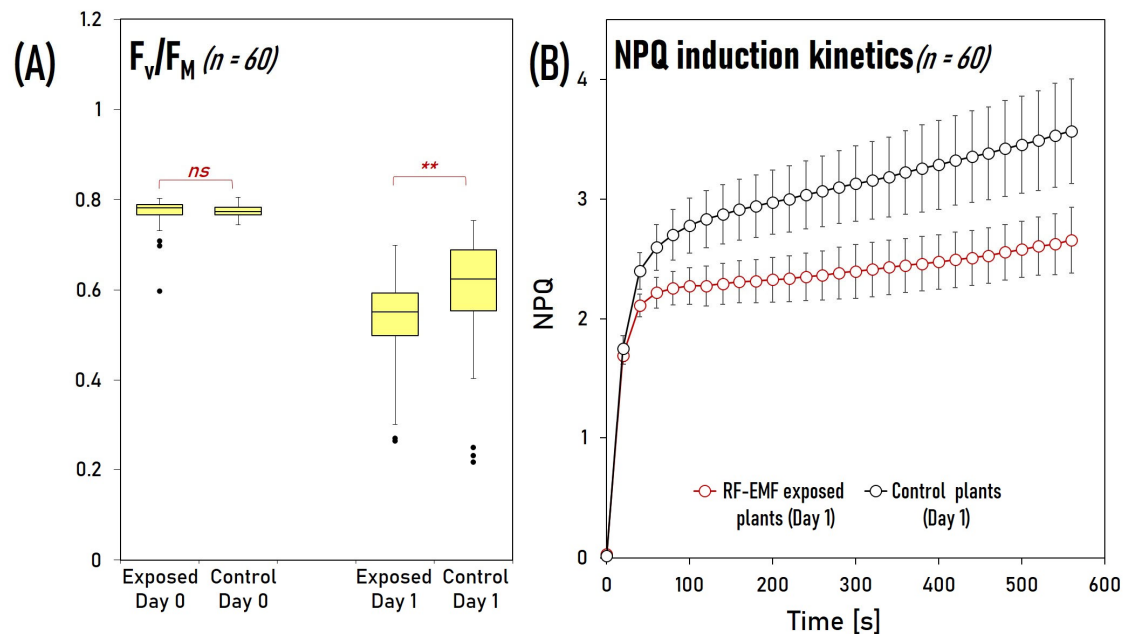 (A)
Fv/FM (n = 60)
1.2
1
0.8
0.6
0.4
0.2
0
ns
**
Exposed Day 0
Control Day 0
Exposed Day 1
Control Day 1
(B)
NPQ induction kinetics (n = 60)
NPQ
4
3
2
1
0
RF-EMF exposed
plants (Day 1)
Control plants
(Day 1)
0
100
200
300
400
500
600
Time [s]